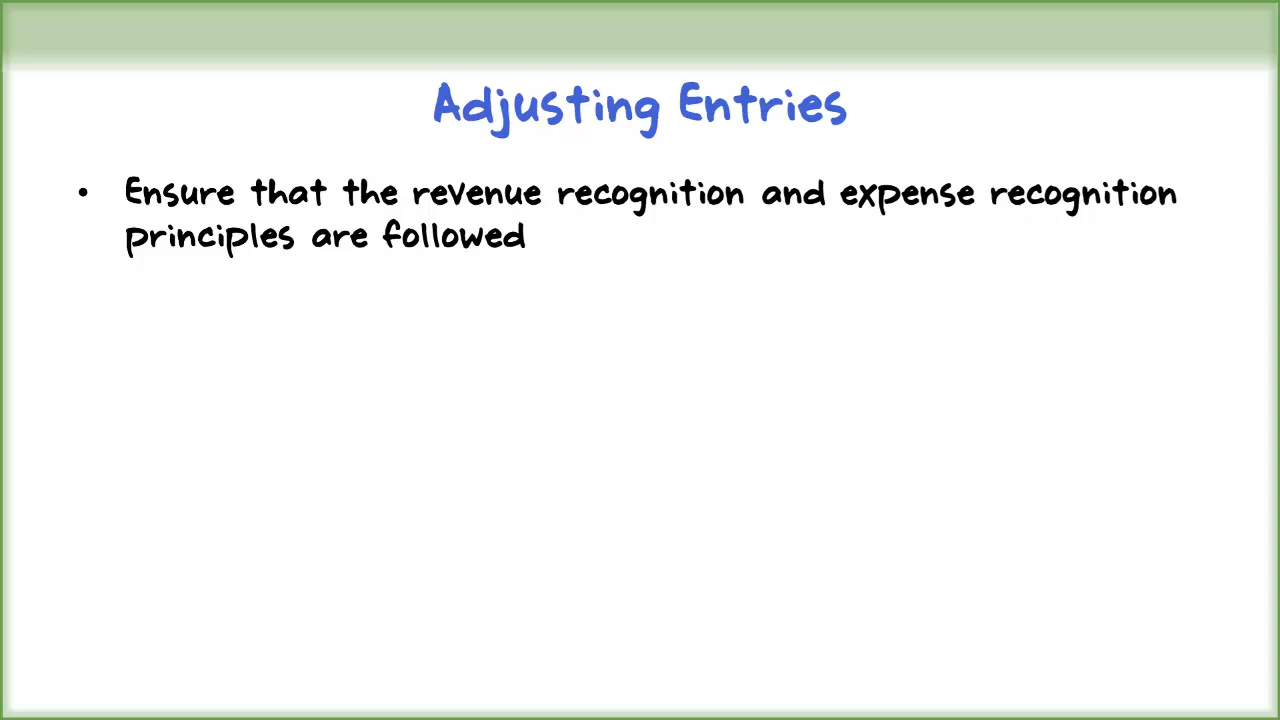 Adjusting Entries
• Ensure that the revenue recognition and expense recognition
principles are followed